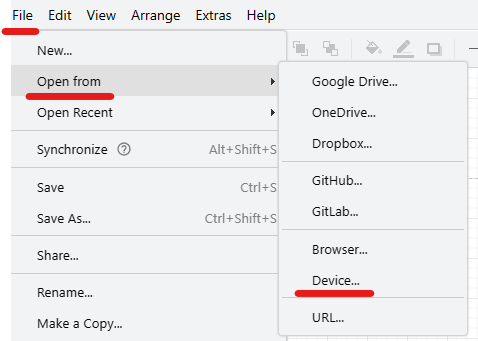 File Edit View Arrange Extras Help
New...
Open from
Open Recent
Synchronize Alt+Shift+S
Save Ctrl+S
Save As... Ctrl+Shift+S
Share...
Rename...
Make a Copy...
Google Drive...
OneDrive...
Dropbox...
GitHub...
GitLab...
Browser...
Device...
URL...